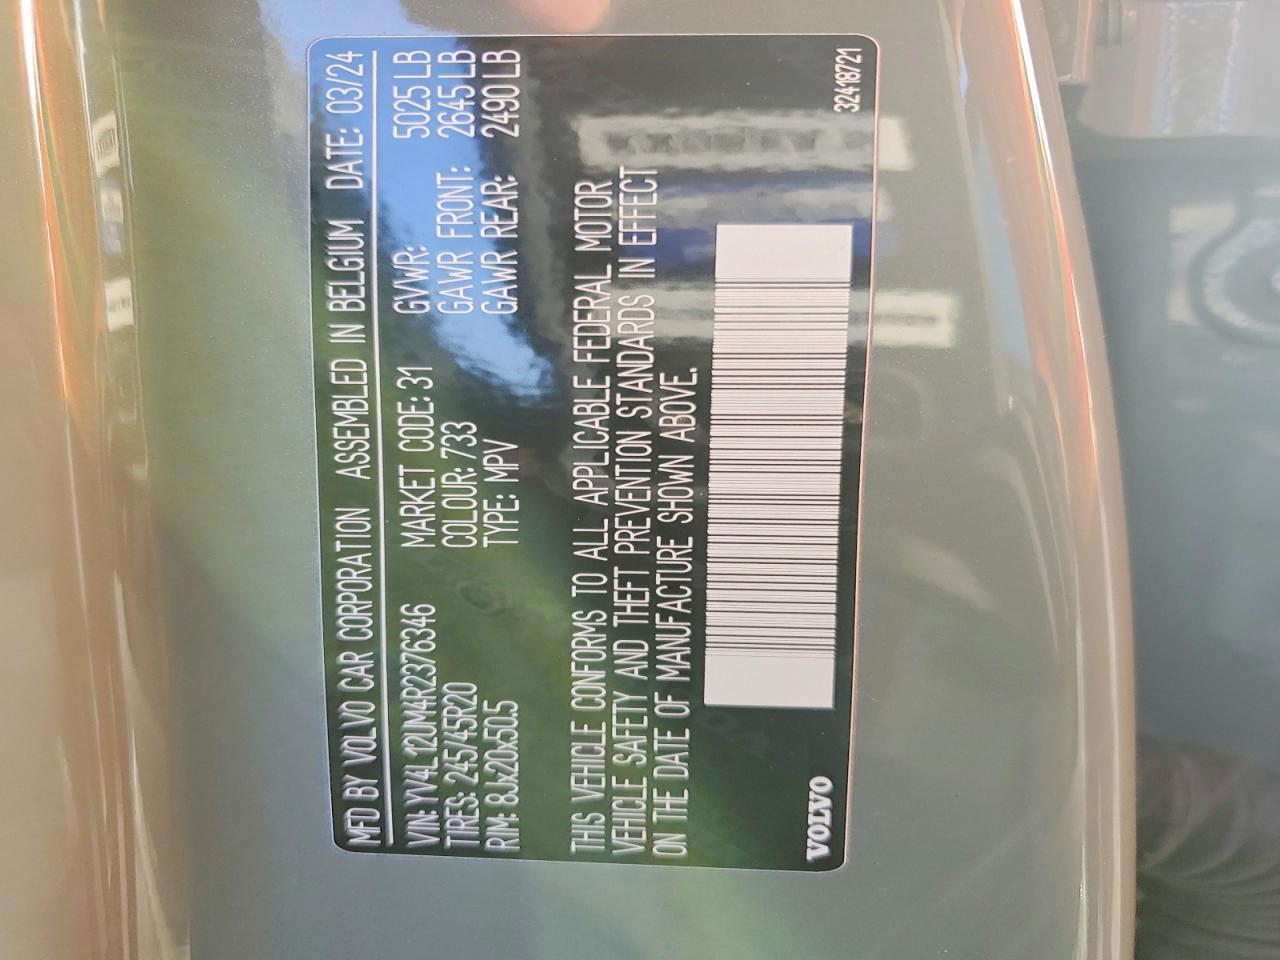 MFD BY VOLVO CAR CORPORATION ASSEMBLED IN BELGIUM DATE: 03/24
VIN: YV4L12UM4R2376346 MARKET CODE: 31 GVWR: 5025 LB
TIRES: 245/45R20 COLOUR: 733 GAWR FRONT: 2645 LB
RIM: 8Jx20x50.5 TYPE: MPV GAWR REAR: 2490 LB
THIS VEHICLE CONFORMS TO ALL APPLICABLE FEDERAL MOTOR
VEHICLE SAFETY AND THEFT PREVENTION STANDARDS IN EFFECT
ON THE DATE OF MANUFACTURE SHOWN ABOVE.
VOLVO 32418721